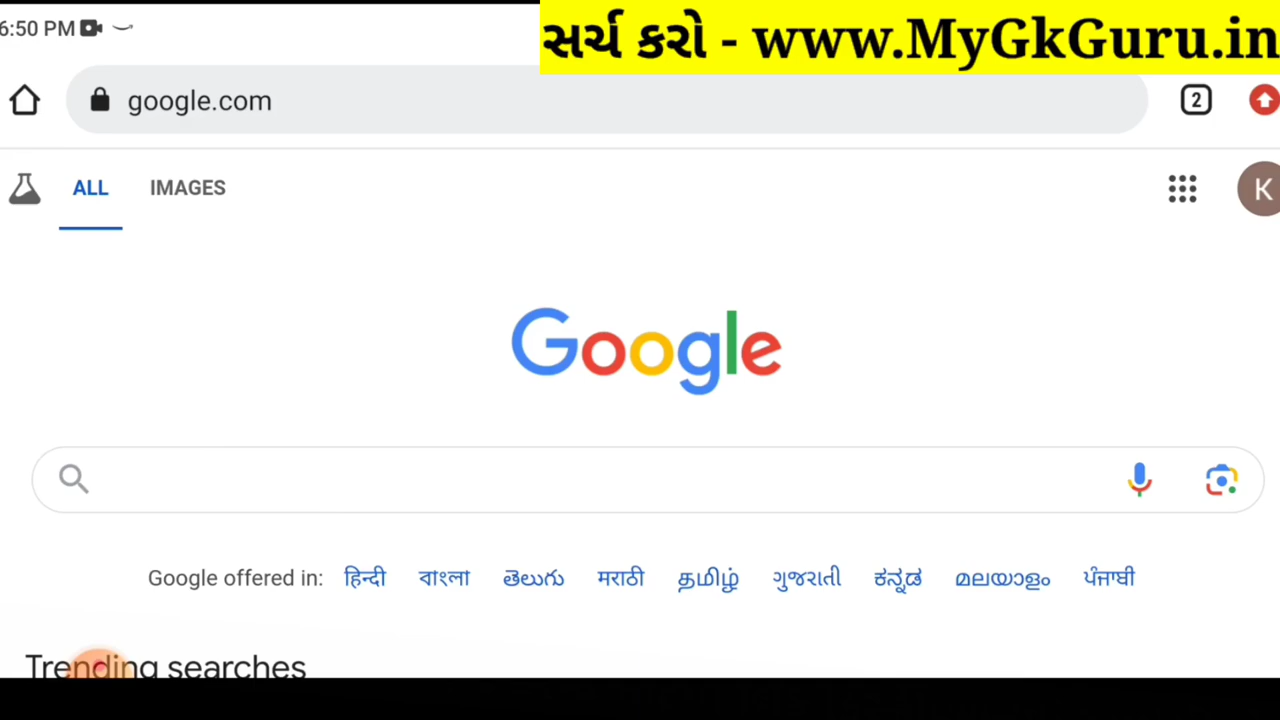 6:50 PM
સર્ચ કરો - www.MyGkGuru.in
google.com
2
ALL IMAGES
K
Google
Google offered in: हिन्दी বাংলা తెలుగు मराठी தமிழ் ગુજરાતી ಕನ್ನಡ മലയാളം ਪੰਜਾਬੀ
Trending searches